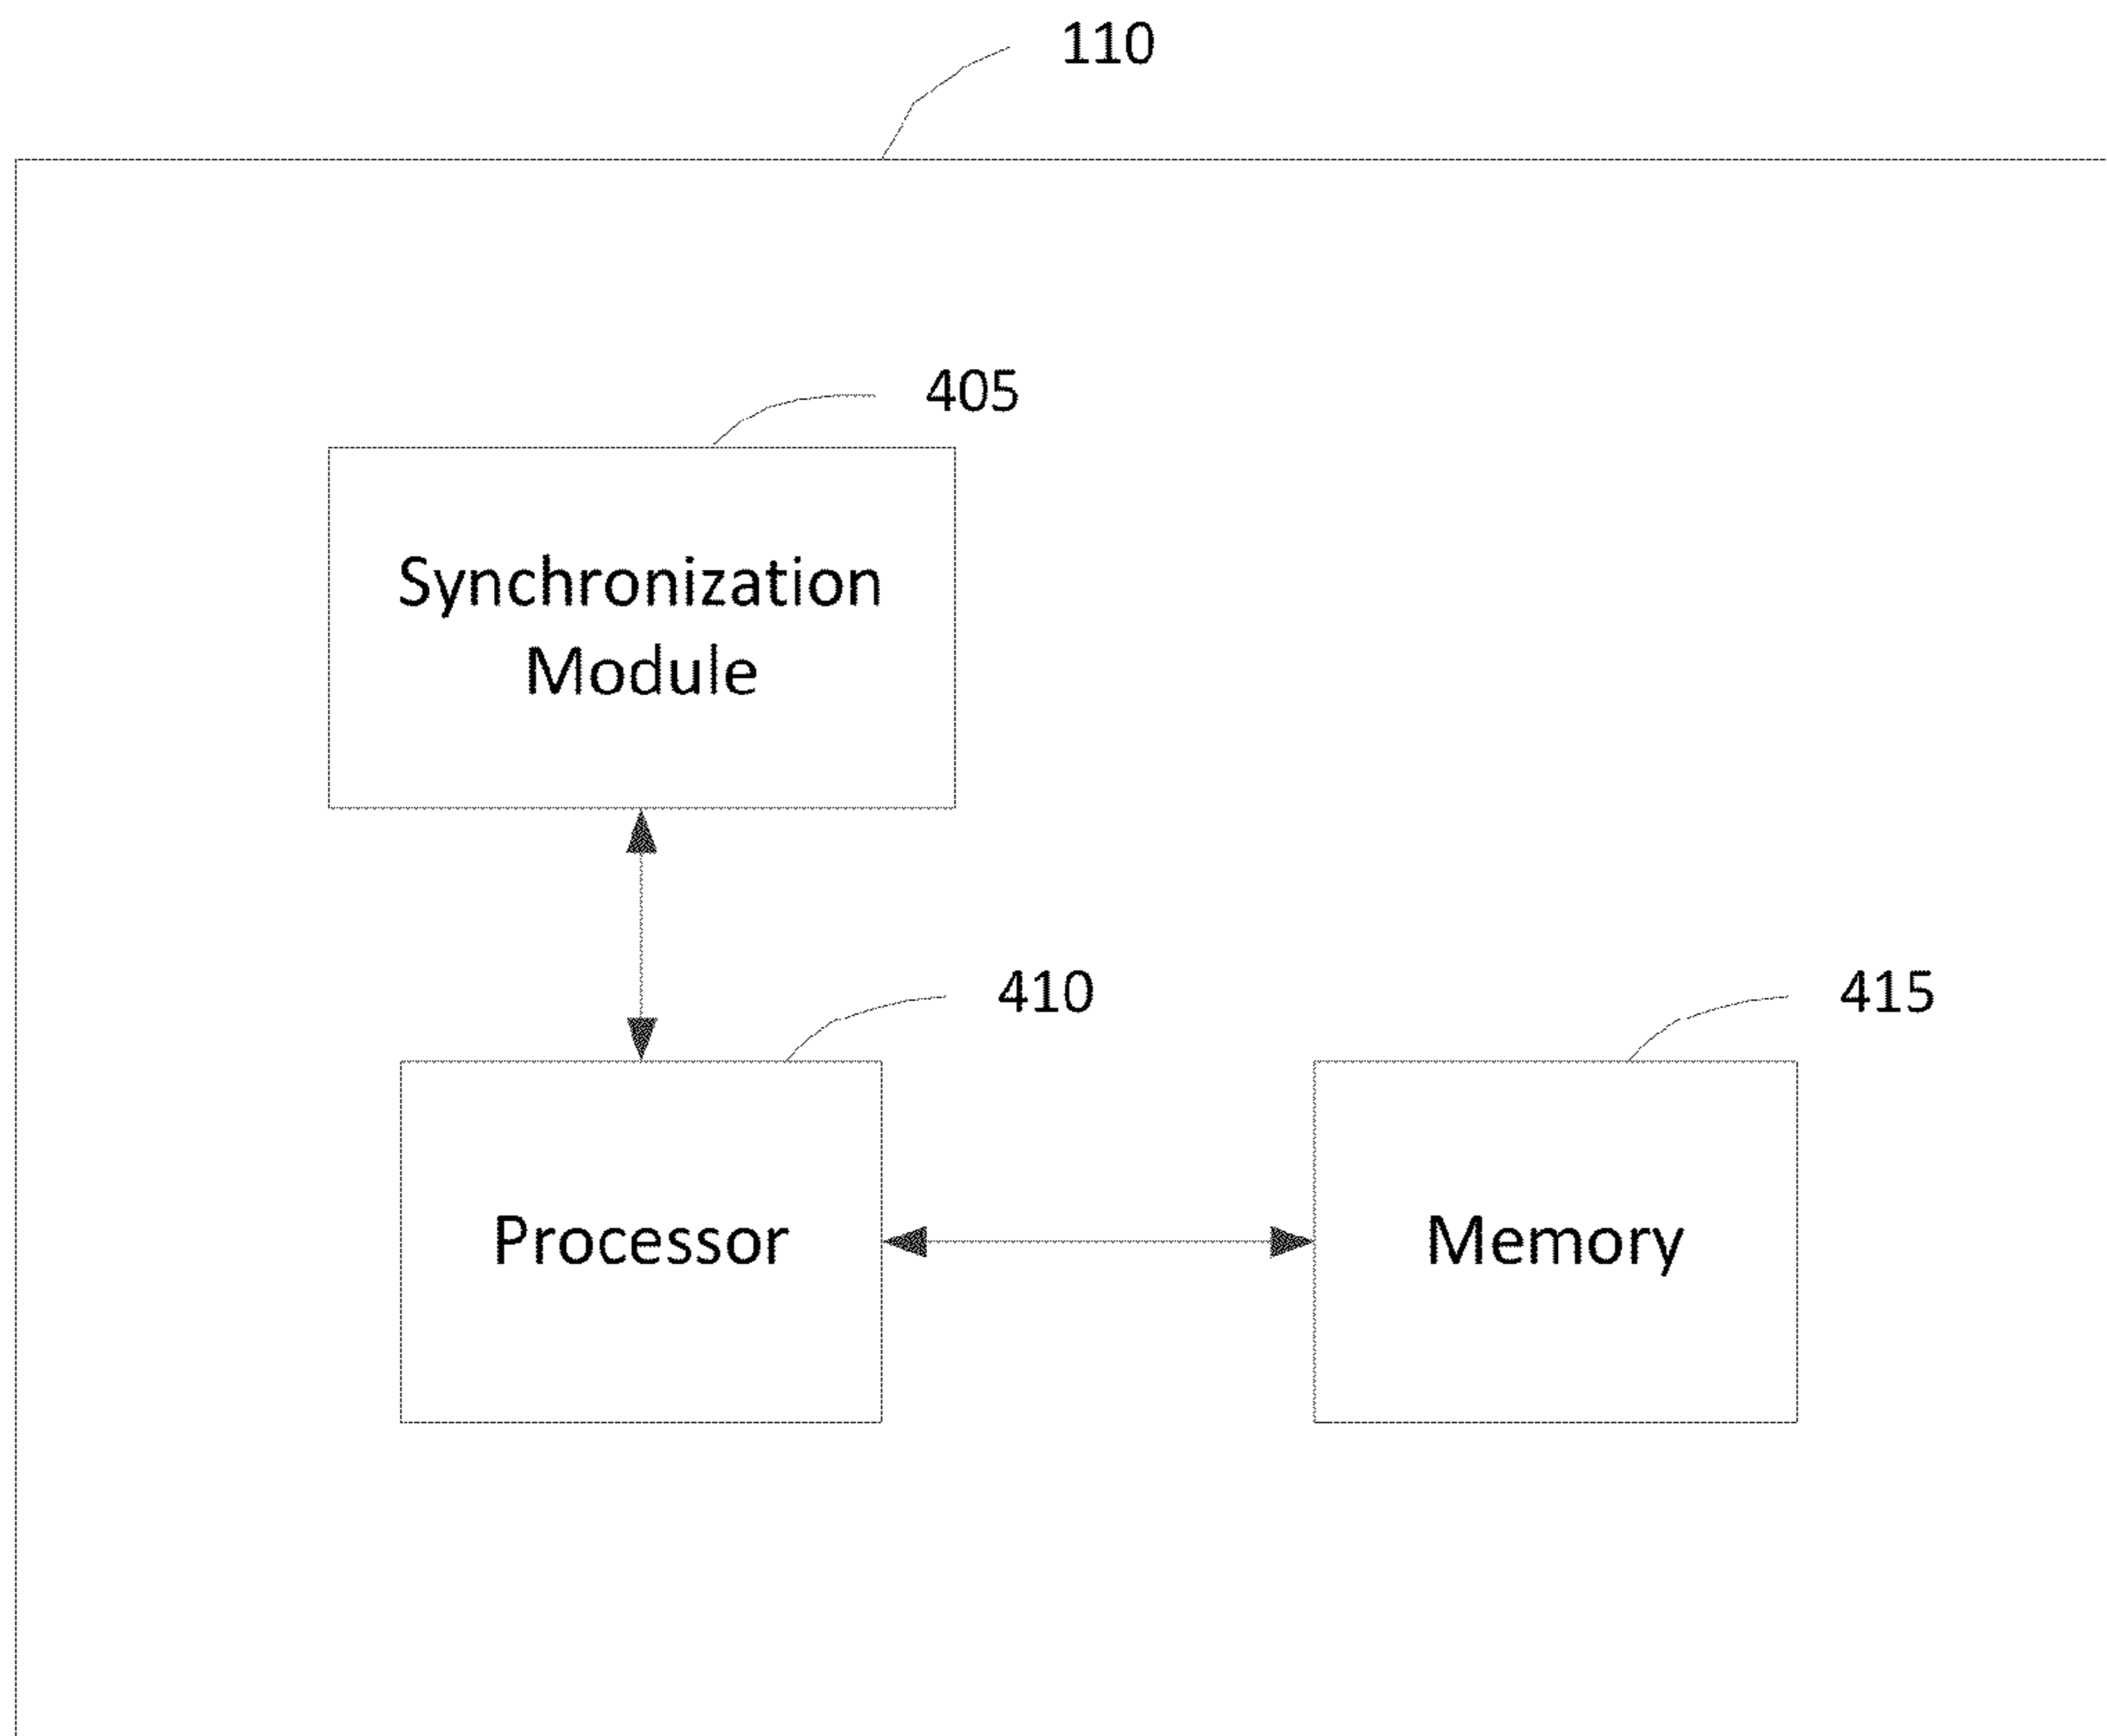 110
405
Synchronization
Module
410
415
Processor
Memory